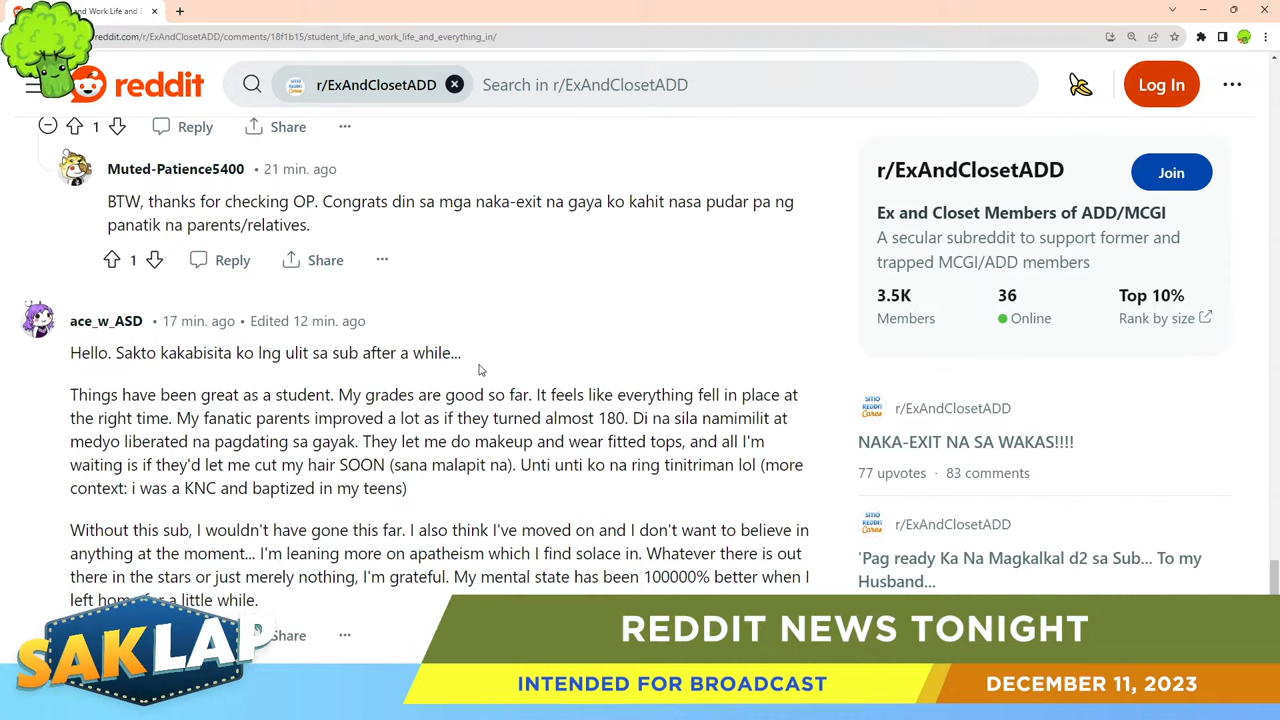 and Work Life and E
reddit.com/r/ExAndClosetADD/comments/18f1b15/student_life_and_work_life_and_everything_in/
reddit
r/ExAndClosetADD
Search in r/ExAndClosetADD
Log In
1 Reply Share
Muted-Patience5400 • 21 min. ago
BTW, thanks for checking OP. Congrats din sa mga naka-exit na gaya ko kahit nasa pudar pa ng
panatik na parents/relatives.
1 Reply Share
ace_w_ASD • 17 min. ago • Edited 12 min. ago
Hello. Sakto kakabisita ko lng ulit sa sub after a while...
Things have been great as a student. My grades are good so far. It feels like everything fell in place at
the right time. My fanatic parents improved a lot as if they turned almost 180. Di na sila namimilit at
medyo liberated na pagdating sa gayak. They let me do makeup and wear fitted tops, and all I'm
waiting is if they'd let me cut my hair SOON (sana malapit na). Unti unti ko na ring tinitriman lol (more
context: i was a KNC and baptized in my teens)
Without this sub, I wouldn't have gone this far. I also think I've moved on and I don't want to believe in
anything at the moment... I'm leaning more on apatheism which I find solace in. Whatever there is out
there in the stars or just merely nothing, I'm grateful. My mental state has been 100000% better when I
left home for a little while.
Share
r/ExAndClosetADD
Join
Ex and Closet Members of ADD/MCGI
A secular subreddit to support former and
trapped MCGI/ADD members
3.5K 36 Top 10%
Members Online Rank by size
r/ExAndClosetADD
NAKA-EXIT NA SA WAKAS!!!!
77 upvotes · 83 comments
r/ExAndClosetADD
'Pag ready Ka Na Magkalkal d2 sa Sub... To my
Husband...
SAKLAP
REDDIT NEWS TONIGHT
INTENDED FOR BROADCAST
DECEMBER 11, 2023